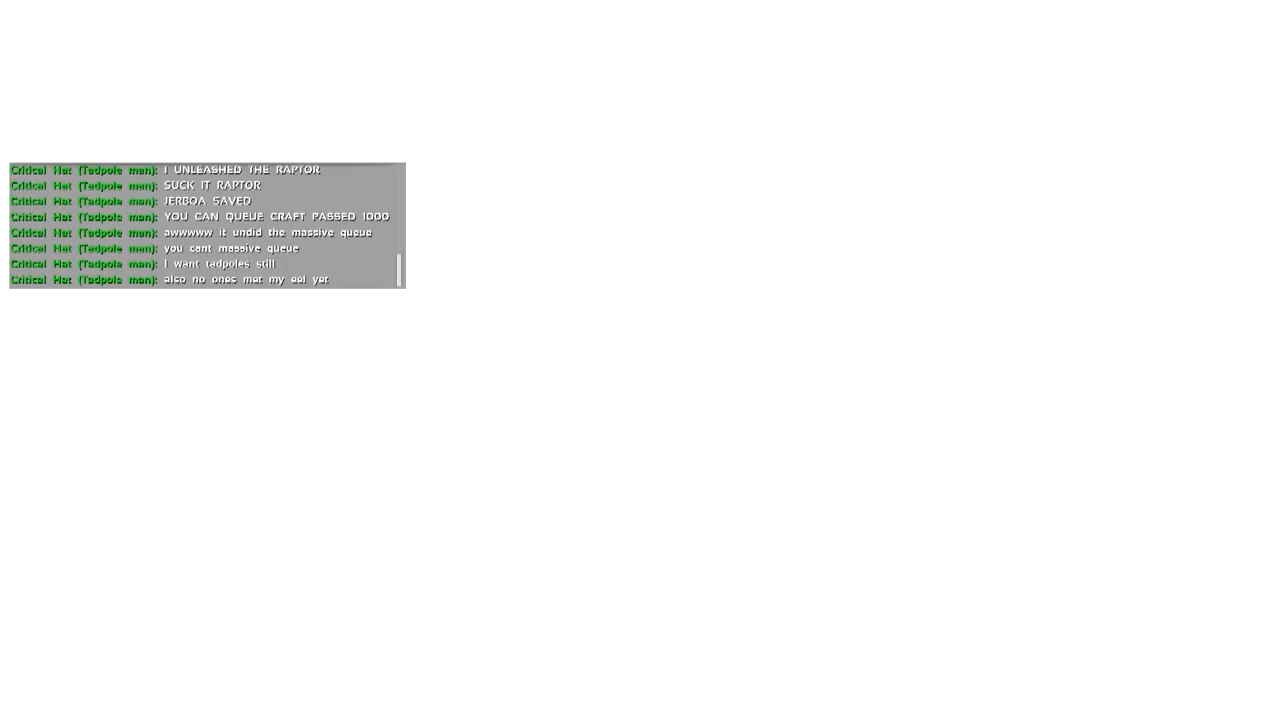 Critical Hat (Tadpole man): I UNLEASHED THE RAPTOR
Critical Hat (Tadpole man): SUCK IT RAPTOR
Critical Hat (Tadpole man): JERBOA SAVED
Critical Hat (Tadpole man): YOU CAN QUEUE CRAFT PASSED 1000
Critical Hat (Tadpole man): awwwww it undid the massive queue
Critical Hat (Tadpole man): you cant massive queue
Critical Hat (Tadpole man): I want tadpoles still
Critical Hat (Tadpole man): also no ones met my eel yet